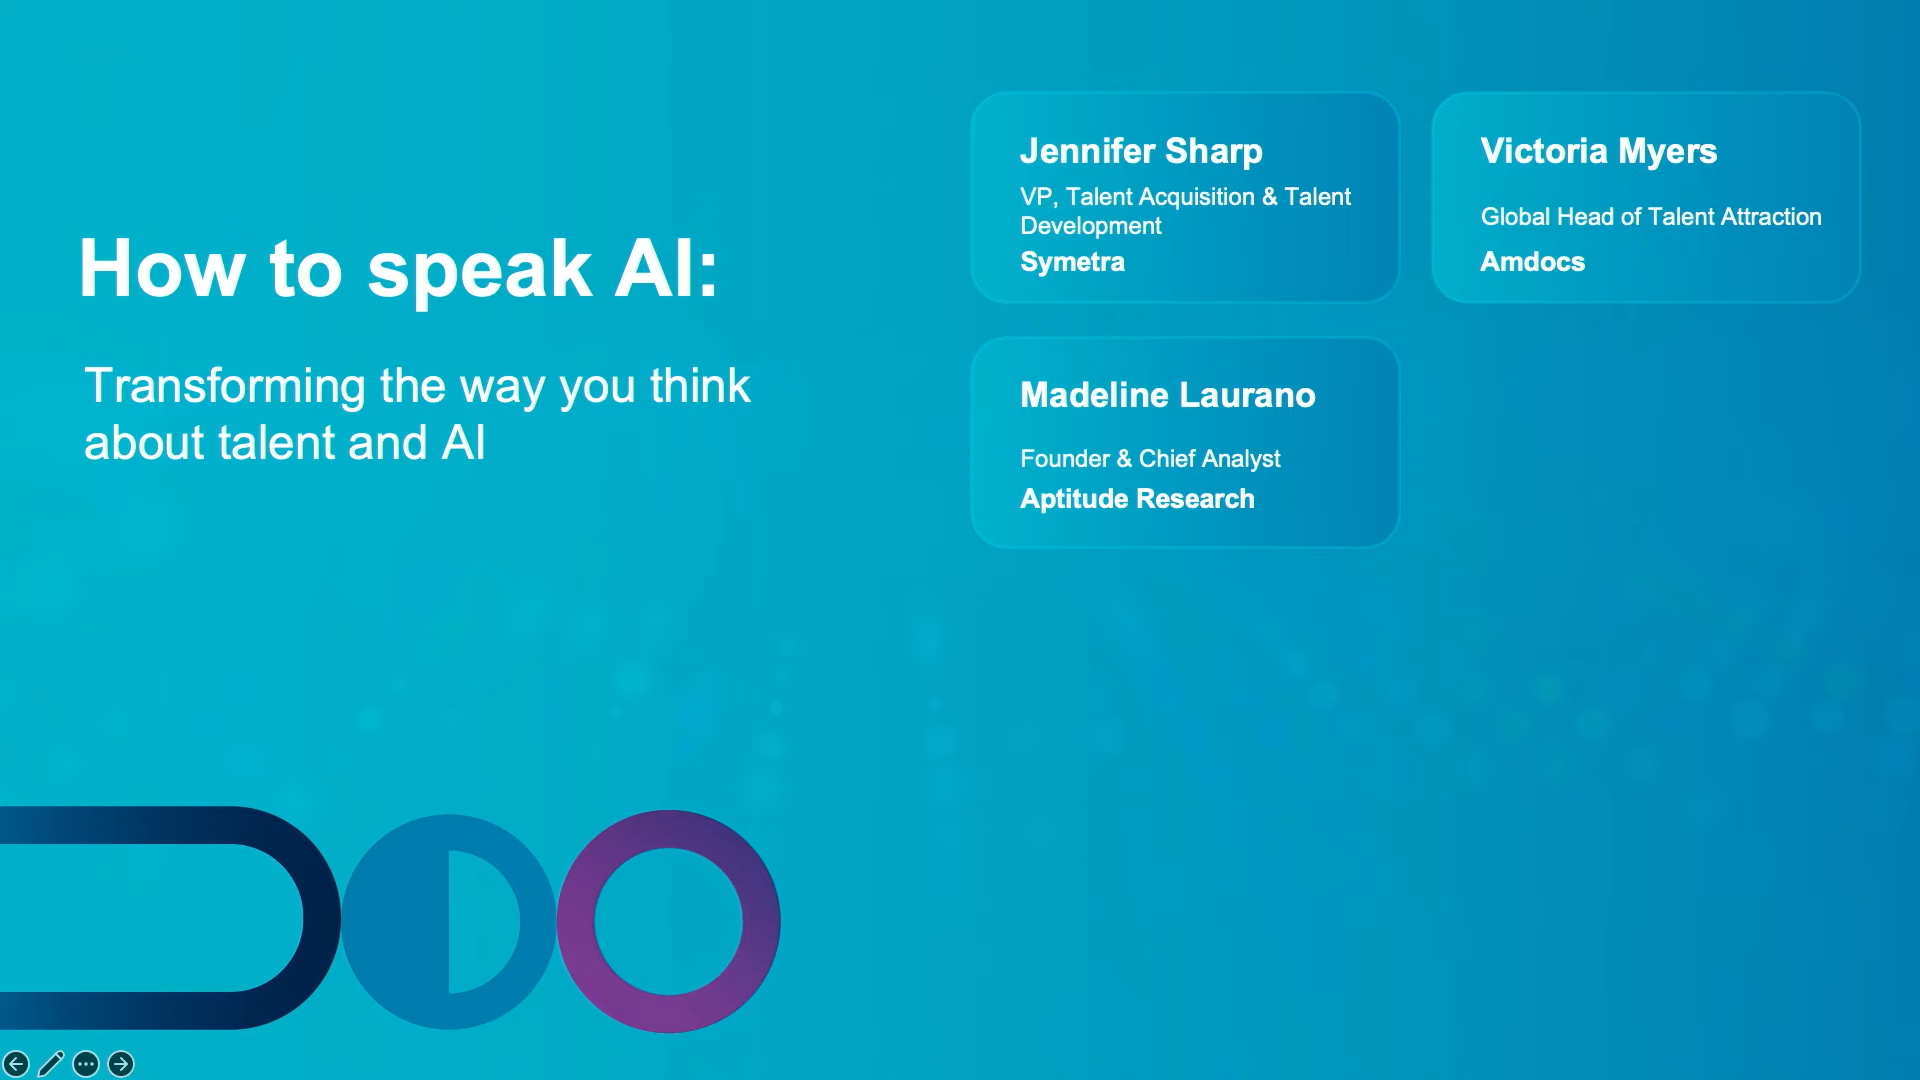 How to speak AI:
Transforming the way you think
about talent and AI
Jennifer Sharp
VP, Talent Acquisition & Talent
Development
Symetra
Victoria Myers
Global Head of Talent Attraction
Amdocs
Madeline Laurano
Founder & Chief Analyst
Aptitude Research